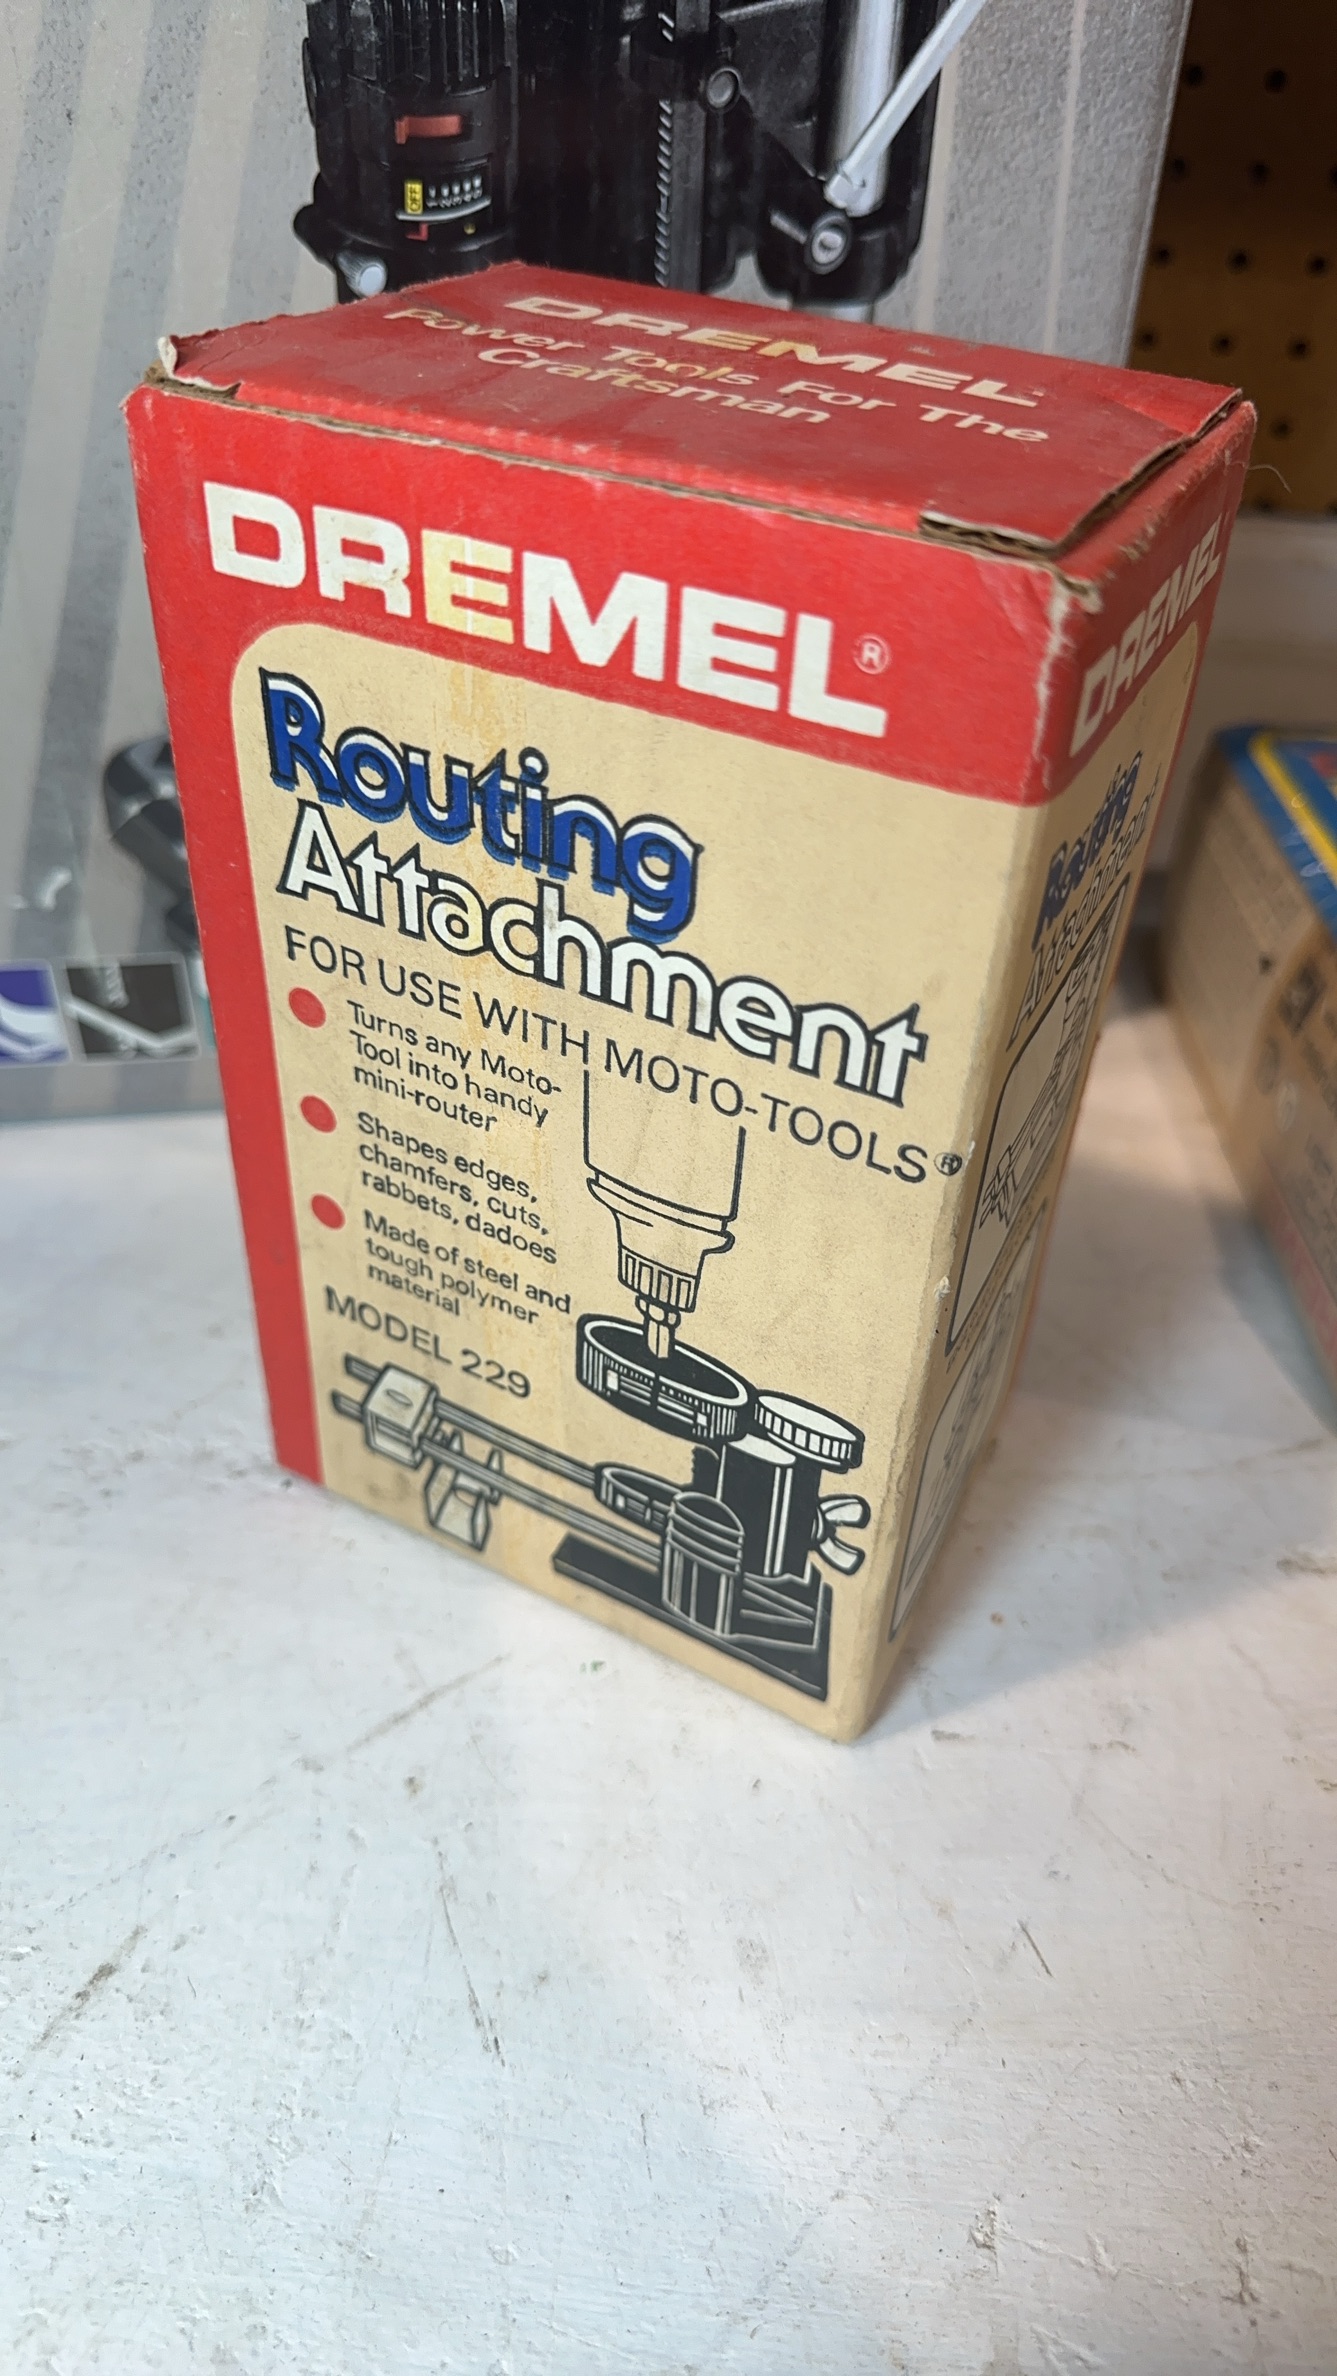 OFF
DREMEL
Power Tools For The
Craftsman
DREMEL®
Routing
Attachment
FOR USE WITH MOTO-TOOLS®
Turns any Moto-
Tool into handy
mini-router
Shapes edges,
chamfers, cuts,
rabbets, dadoes
Made of steel and
tough polymer
material
MODEL 229
DREMEL
Routing
Attachment